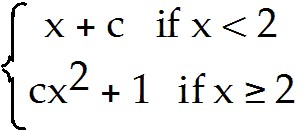 x + c if x < 2
cx² + 1 if x ≥ 2